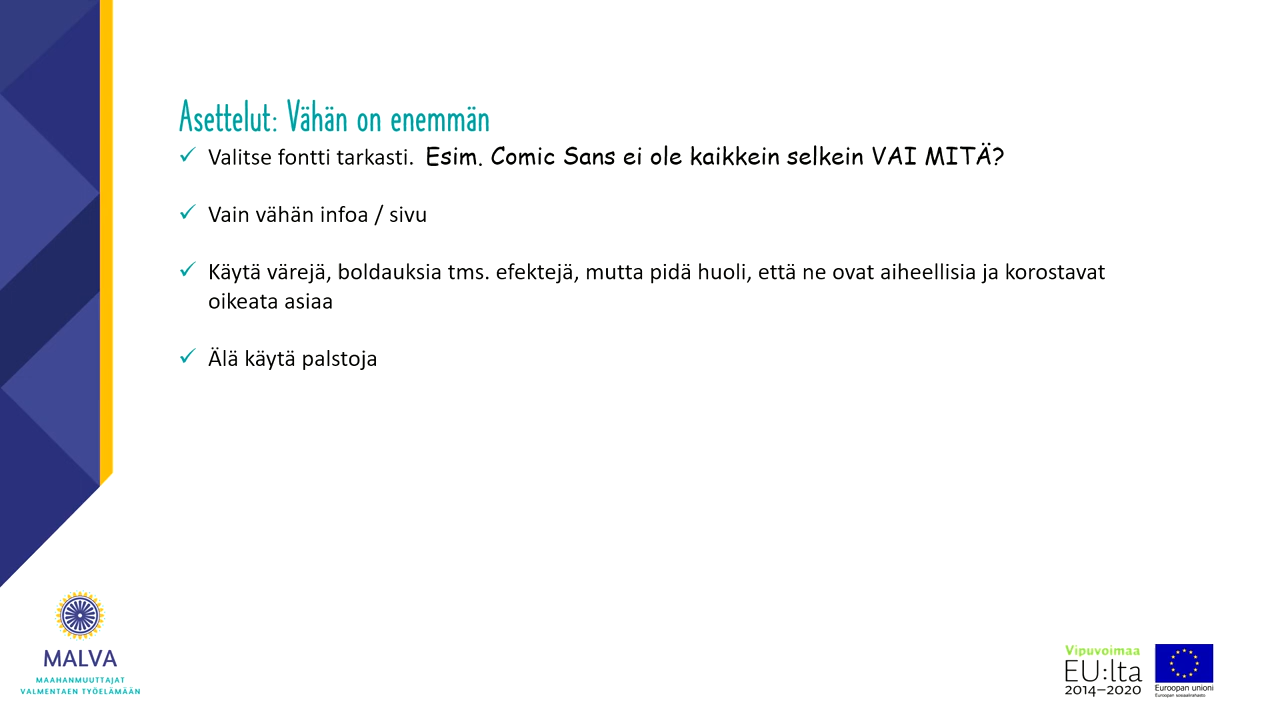 Asettelut: Vähän on enemmän
✓ Valitse fontti tarkasti. Esim. Comic Sans ei ole kaikkein selkein VAI MITÄ?
✓ Vain vähän infoa / sivu
✓ Käytä värejä, boldauksia tms. efektejä, mutta pidä huoli, että ne ovat aiheellisia ja korostavat
oikeata asiaa
✓ Älä käytä palstoja
MALVA
MAAHANMUUTTAJAT
VALMENTAEN TYÖELÄMÄÄN
Vipuvoimaa
EU:lta
2014–2020
Euroopan unioni
Euroopan sosiaalirahasto